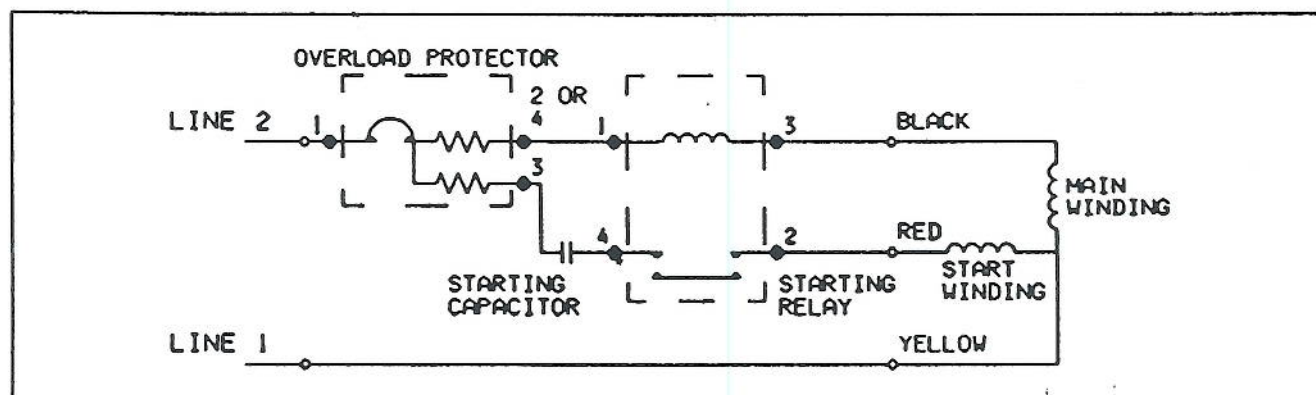 OVERLOAD PROTECTOR
2 OR
4
LINE 2
1
1
3
BLACK
3
MAIN
WINDING
4
2
RED
STARTING
CAPACITOR
STARTING
RELAY
START
WINDING
LINE 1
YELLOW